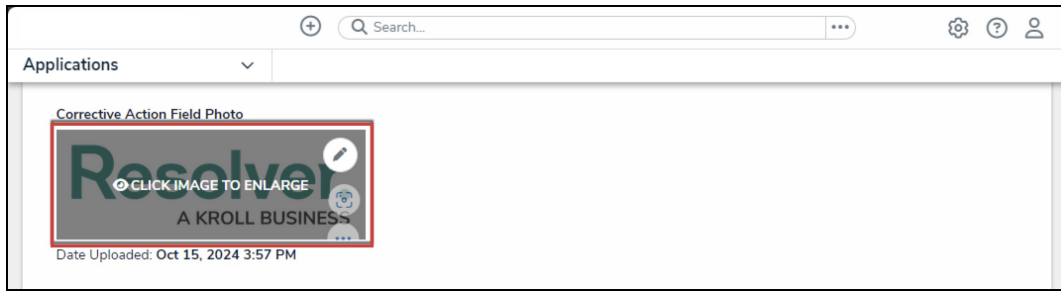 Search...
Applications
Corrective Action Field Photo
Resolver
CLICK IMAGE TO ENLARGE
A KROLL BUSINESS
Date Uploaded: Oct 15, 2024 3:57 PM